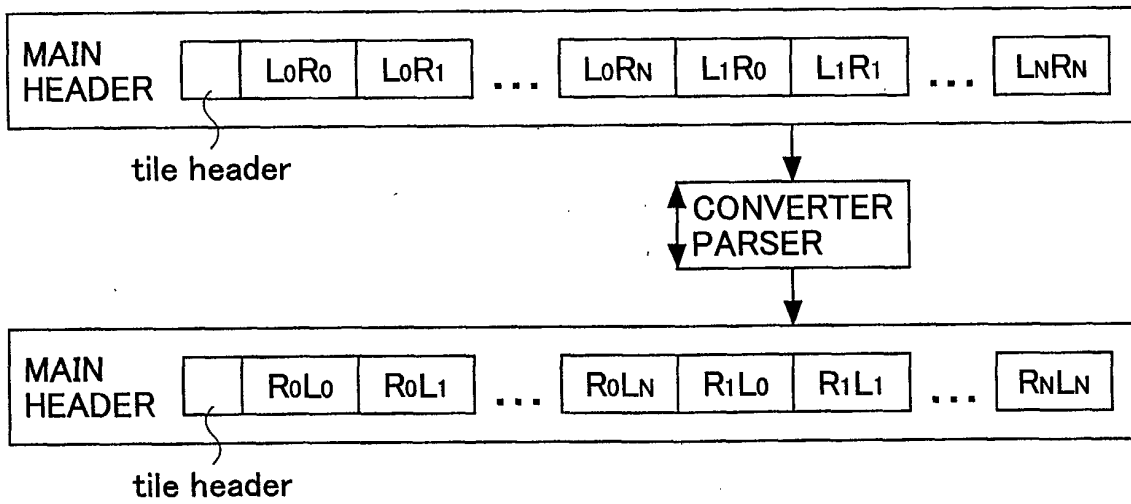 MAIN
HEADER
L0R0 L0R1 ... L0RN L1R0 L1R1 ... LNRN
tile header
CONVERTER
PARSER
MAIN
HEADER
R0L0 R0L1 ... R0LN R1L0 R1L1 ... RNLN
tile header